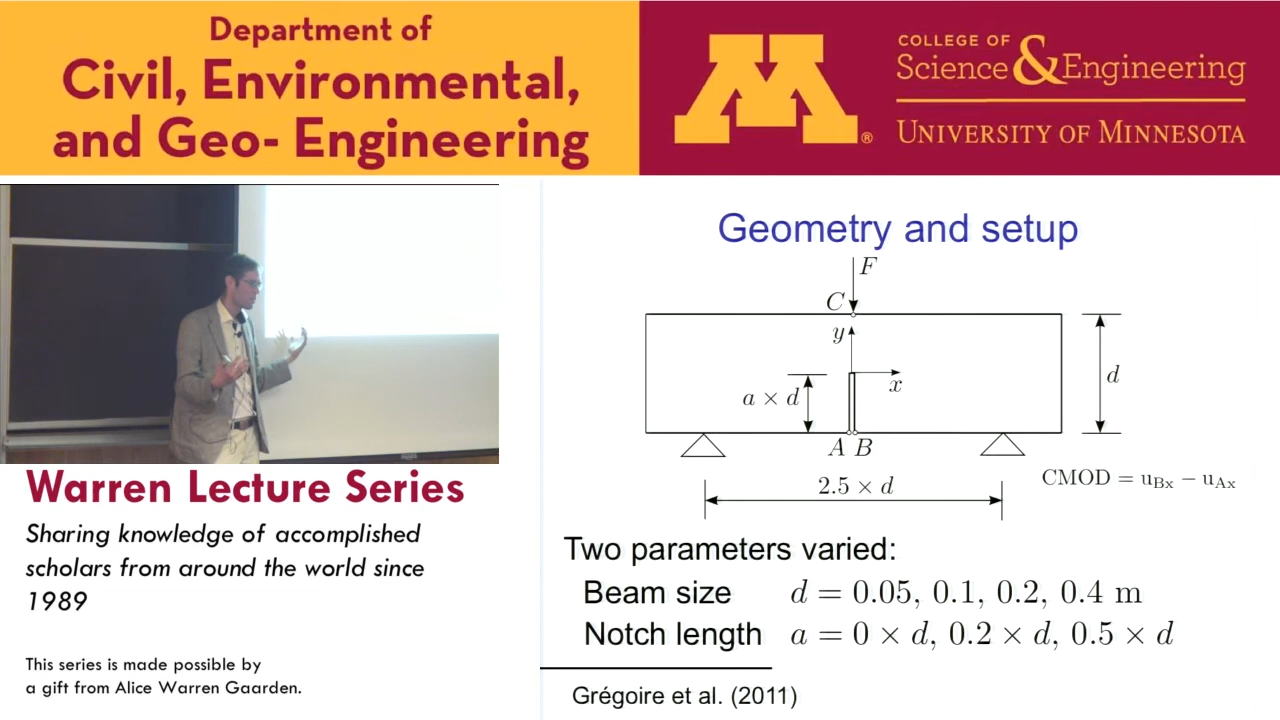 Department of
Civil, Environmental,
and Geo- Engineering
M®
COLLEGE OF
Science & Engineering
UNIVERSITY OF MINNESOTA
Geometry and setup
F
C
y
x
a × d
d
A B
2.5 × d
CMOD = u_Bx − u_Ax
Two parameters varied:
Beam size d = 0.05, 0.1, 0.2, 0.4 m
Notch length a = 0 × d, 0.2 × d, 0.5 × d
Grégoire et al. (2011)
Warren Lecture Series
Sharing knowledge of accomplished
scholars from around the world since
1989
This series is made possible by
a gift from Alice Warren Gaarden.